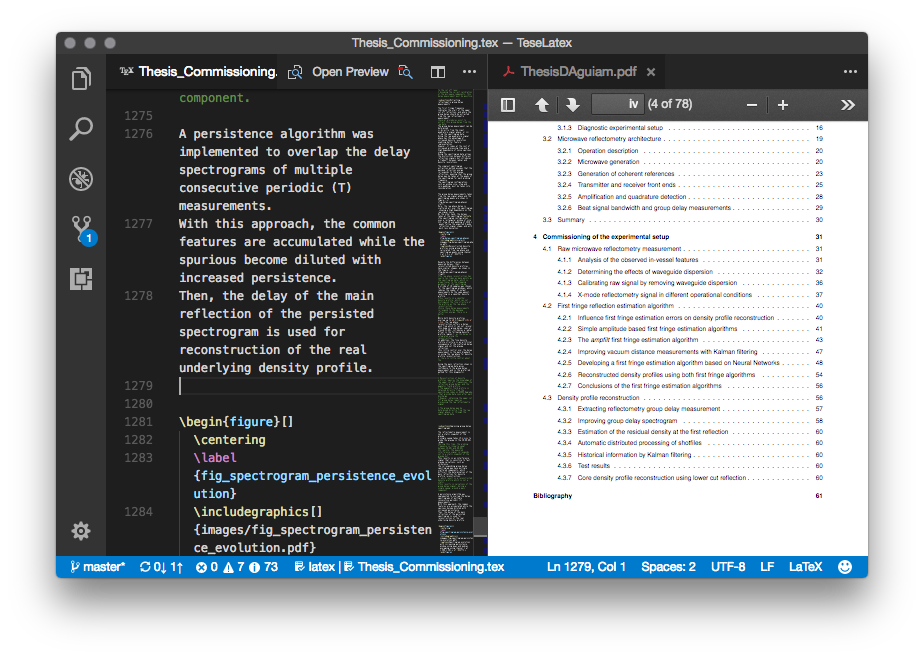 Thesis_Commissioning.tex — TeseLatex
Thesis_Commissioning.
Open Preview
ThesisDAguiam.pdf
iv (4 of 78)
component.
1275
1276 A persistence algorithm was
implemented to overlap the delay
spectrograms of multiple
consecutive periodic (T)
measurements.
1277 With this approach, the common
features are accumulated while the
spurious become diluted with
increased persistence.
1278 Then, the delay of the main
reflection of the persisted
spectrogram is used for
reconstruction of the real
underlying density profile.
1279
1280
1281 \begin{figure}[]
1282 \centering
1283 \label
{fig_spectrogram_persistence_evol
ution}
1284 \includegraphics[]
{images/fig_spectrogram_persisten
ce_evolution.pdf}
3.1.3 Diagnostic experimental setup 16
3.2 Microwave reflectometry architecture 19
3.2.1 Operation description 20
3.2.2 Microwave generation 20
3.2.3 Generation of coherent references 23
3.2.4 Transmitter and receiver front ends 25
3.2.5 Amplification and quadrature detection 28
3.2.6 Beat signal bandwidth and group delay measurements 29
3.3 Summary 30
4 Commissioning of the experimental setup 31
4.1 Raw microwave reflectometry measurement 31
4.1.1 Analysis of the observed in-vessel features 31
4.1.2 Determining the effects of waveguide dispersion 32
4.1.3 Calibrating raw signal by removing waveguide dispersion 36
4.1.4 X-mode reflectometry signal in different operational conditions 37
4.2 First fringe reflection estimation algorithm 40
4.2.1 Influence first fringe estimation errors on density profile reconstruction 40
4.2.2 Simple amplitude based first fringe estimation algorithms 41
4.2.3 The ampfilt first fringe estimation algorithm 43
4.2.4 Improving vacuum distance measurements with Kalman filtering 47
4.2.5 Developing a first fringe estimation algorithm based on Neural Networks 48
4.2.6 Reconstructed density profiles using both first fringe algorithms 54
4.2.7 Conclusions of the first fringe estimation algorithms 56
4.3 Density profile reconstruction 56
4.3.1 Extracting reflectometry group delay measurement 57
4.3.2 Improving group delay spectrogram 58
4.3.3 Estimation of the residual density at the first reflection 60
4.3.4 Automatic distributed processing of shotfiles 60
4.3.5 Historical information by Kalman filtering 60
4.3.6 Test results 60
4.3.7 Core density profile reconstruction using lower cut reflection 60
Bibliography 61
1
master* 0↓ 1↑ 0 7 73 latex | Thesis_Commissioning.tex Ln 1279, Col 1 Spaces: 2 UTF-8 LF LaTeX